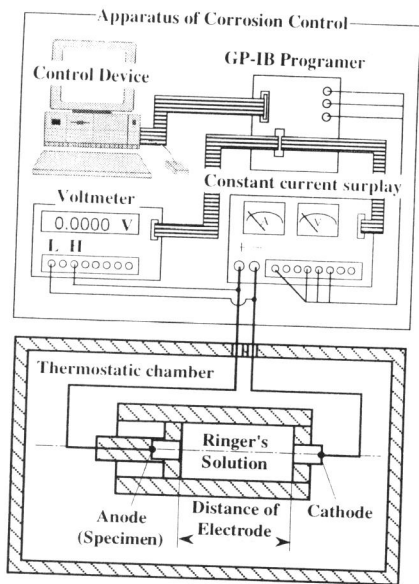 Apparatus of Corrosion Control
GP-IB Programer
Control Device
Constant current surplay
Voltmeter
0.0000 V
L H
V V
Thermostatic chamber
Ringer's
Solution
Distance of
Electrode
Anode
(Specimen)
Cathode